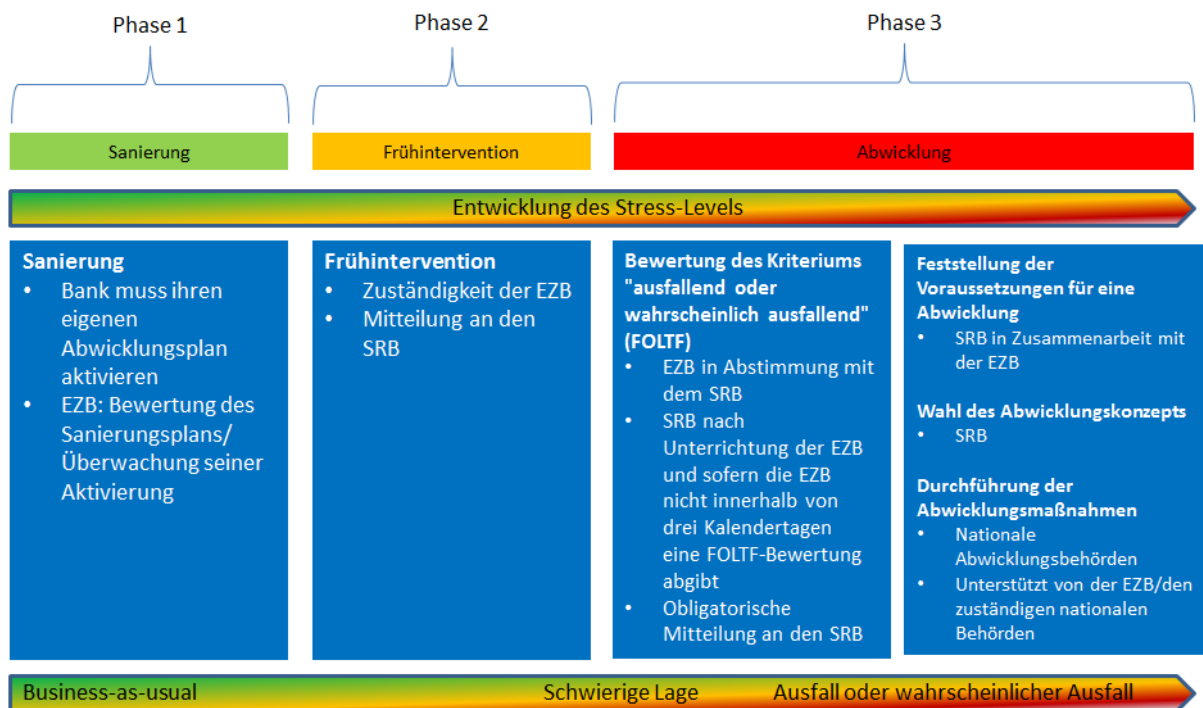 Phase 1
Phase 2
Phase 3
Sanierung
Frühintervention
Abwicklung
Entwicklung des Stress-Levels
Sanierung
• Bank muss ihren
eigenen
Abwicklungsplan
aktivieren
• EZB: Bewertung des
Sanierungsplans/
Überwachung seiner
Aktivierung
Frühintervention
• Zuständigkeit der EZB
• Mitteilung an den
SRB
Bewertung des Kriteriums
"ausfallend oder
wahrscheinlich ausfallend"
(FOLTF)
• EZB in Abstimmung mit
dem SRB
• SRB nach
Unterrichtung der EZB
und sofern die EZB
nicht innerhalb von
drei Kalendertagen
eine FOLTF-Bewertung
abgibt
• Obligatorische
Mitteilung an den SRB
Feststellung der
Voraussetzungen für eine
Abwicklung
• SRB in Zusammenarbeit mit
der EZB
Wahl des Abwicklungskonzepts
• SRB
Durchführung der
Abwicklungsmaßnahmen
• Nationale
Abwicklungsbehörden
• Unterstützt von der EZB/den
zuständigen nationalen
Behörden
Business-as-usual
Schwierige Lage
Ausfall oder wahrscheinlicher Ausfall